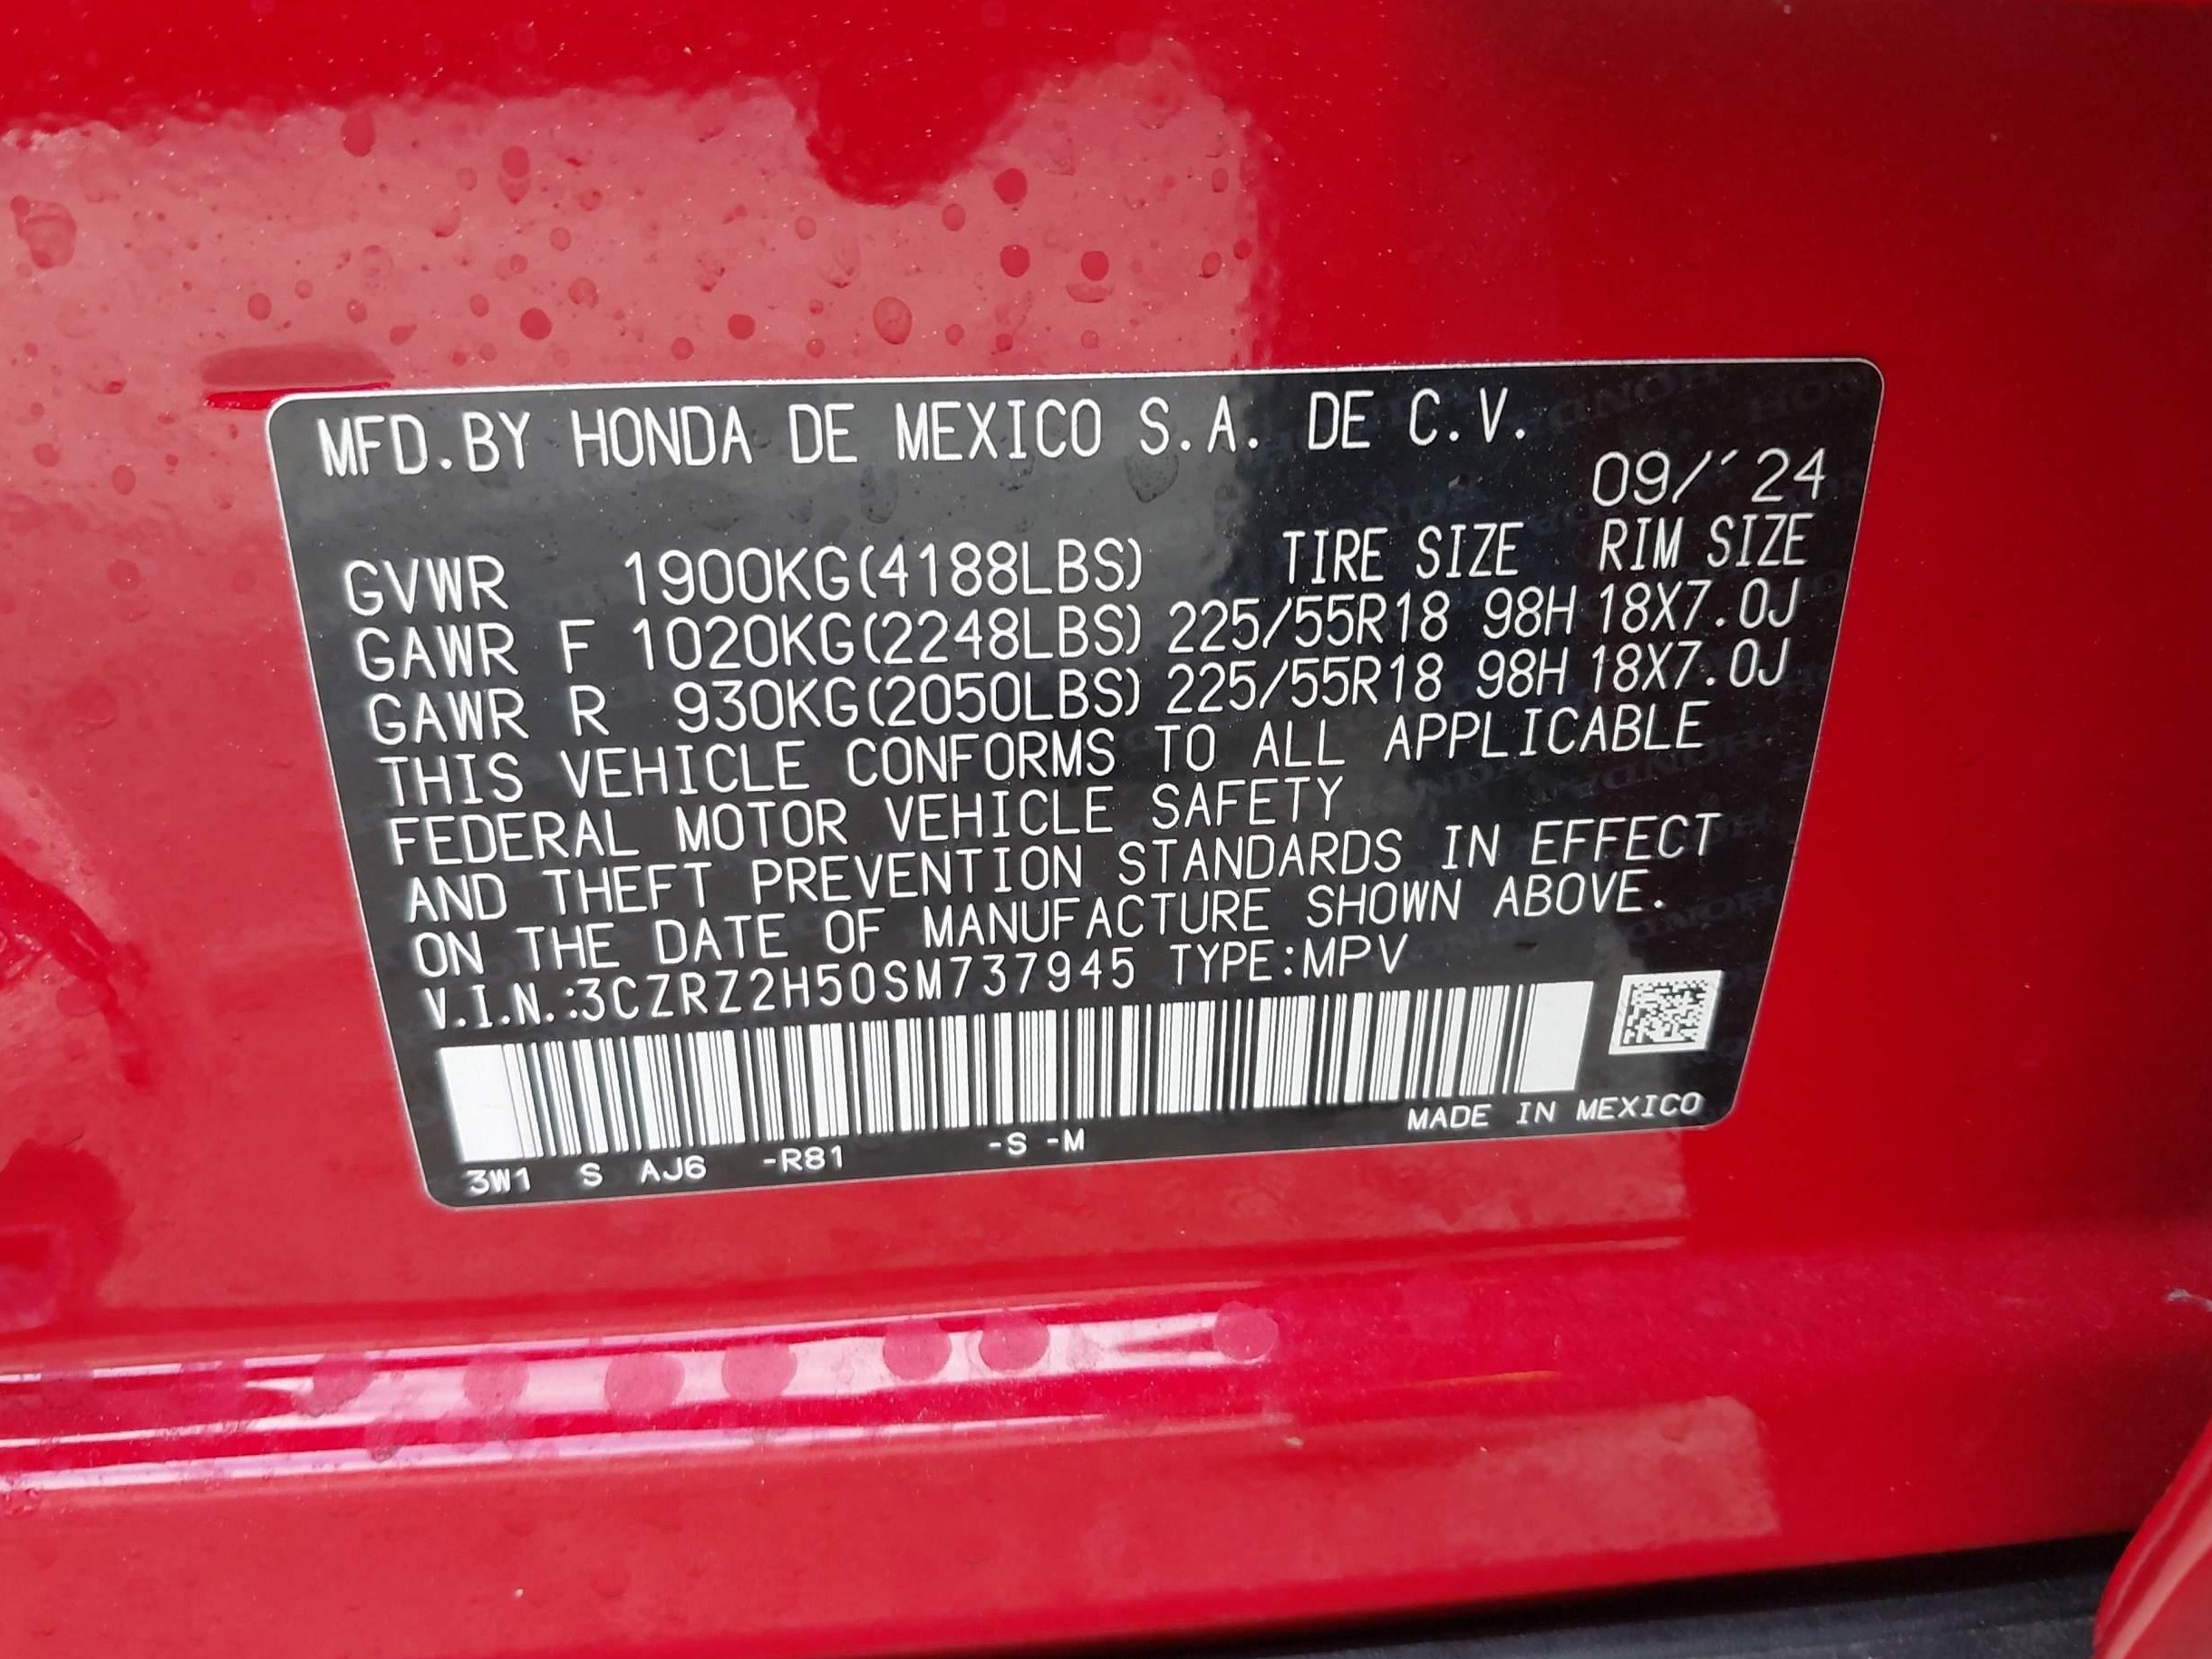 MFD.BY HONDA DE MEXICO S.A. DE C.V.
09/´24
GVWR 1900KG(4188LBS) TIRE SIZE RIM SIZE
GAWR F 1020KG(2248LBS) 225/55R18 98H 18X7.0J
GAWR R 930KG(2050LBS) 225/55R18 98H 18X7.0J
THIS VEHICLE CONFORMS TO ALL APPLICABLE
FEDERAL MOTOR VEHICLE SAFETY
AND THEFT PREVENTION STANDARDS IN EFFECT
ON THE DATE OF MANUFACTURE SHOWN ABOVE.
V.I.N.:3CZRZ2H50SM737945 TYPE:MPV
MADE IN MEXICO
3W1 S AJ6 -R81 -S -M